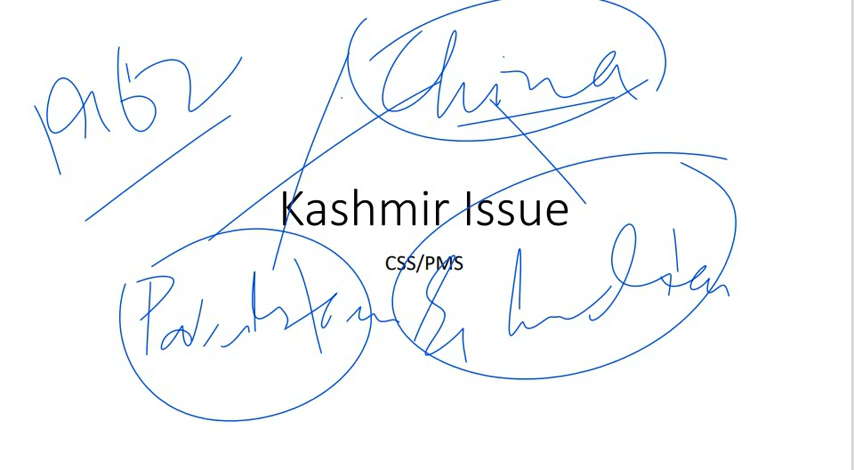 1962
China
Kashmir Issue
CSS/PMS
Pakistan & India